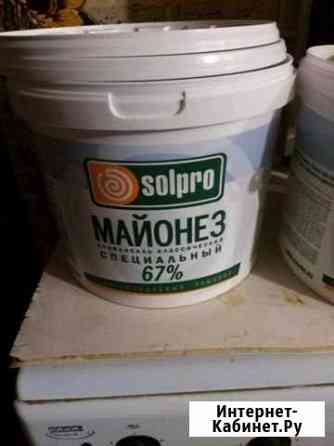 solpro
МАЙОНЕЗ
СПЕЦИАЛЬНЫЙ
67%
Интернет-
Кабинет.Ру